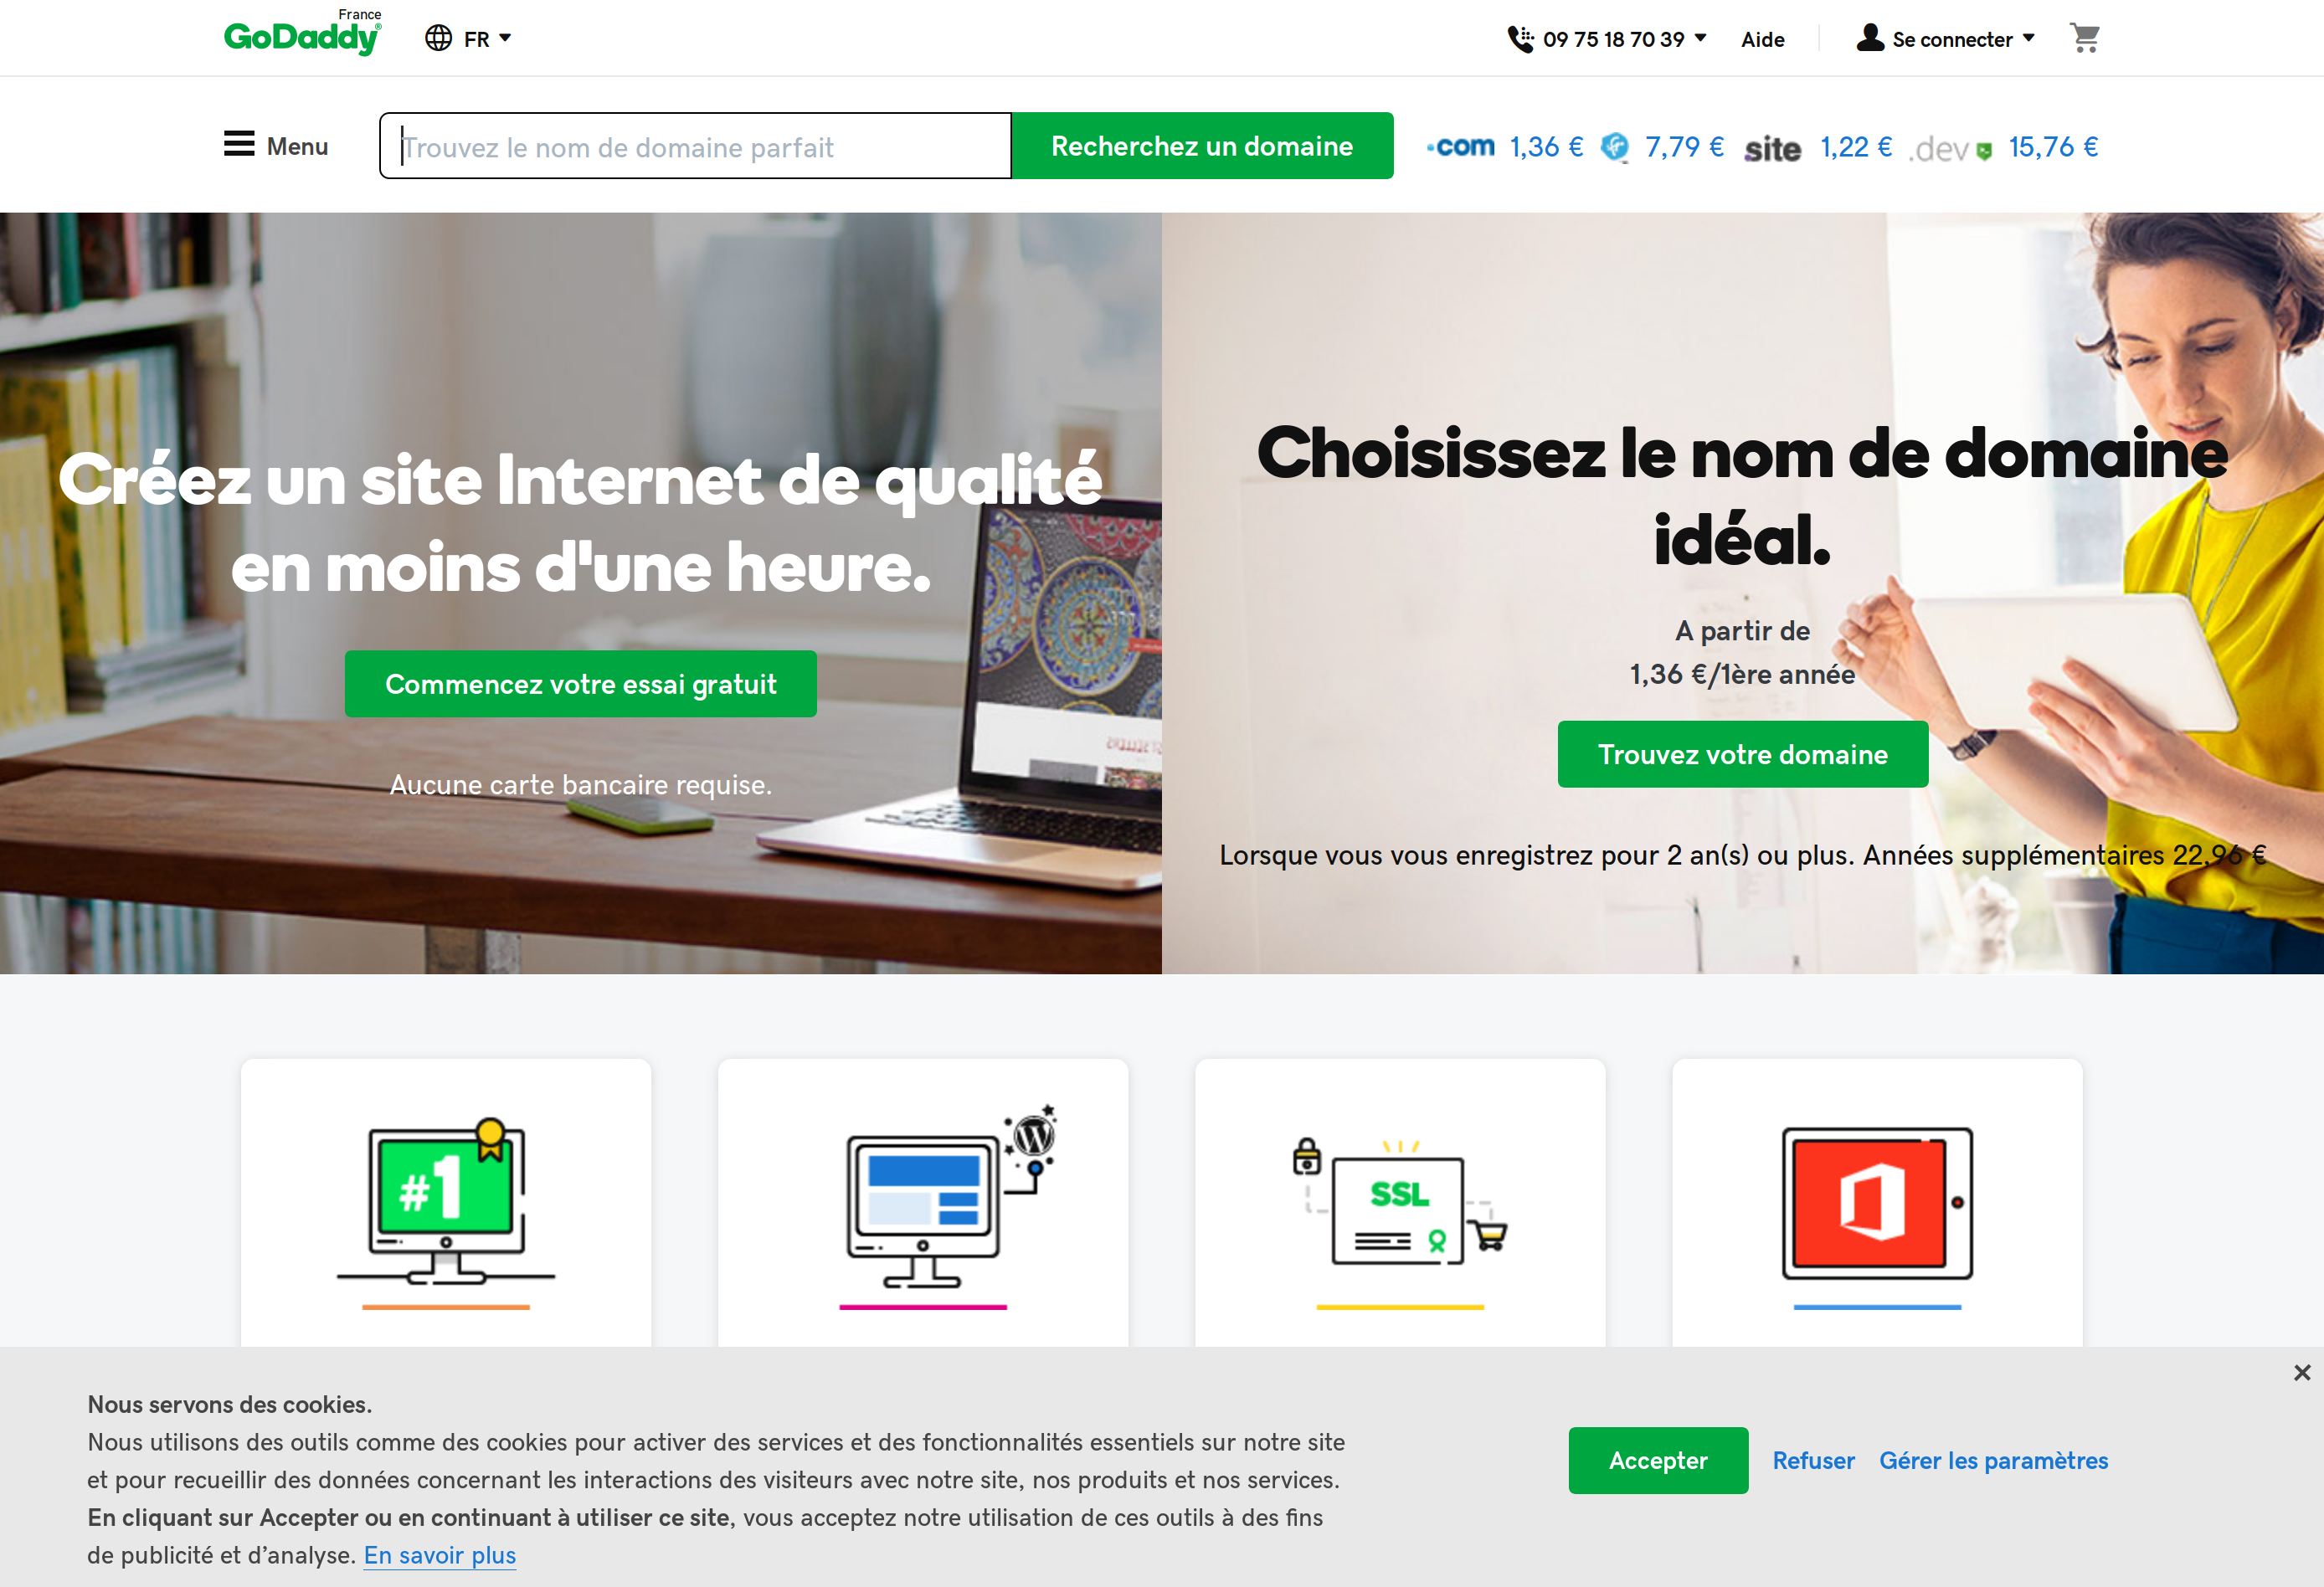 France
GoDaddy®
FR
09 75 18 70 39
Aide
Se connecter
Menu
Trouvez le nom de domaine parfait
Recherchez un domaine
.com 1,36 €
7,79 €
.site 1,22 €
.dev 15,76 €
Créez un site Internet de qualité
en moins d'une heure.
Commencez votre essai gratuit
Aucune carte bancaire requise.
Choisissez le nom de domaine
idéal.
A partir de
1,36 €/1ère année
Trouvez votre domaine
Lorsque vous vous enregistrez pour 2 an(s) ou plus. Années supplémentaires 22,96 €
#1
W
SSL
Nous servons des cookies.
Nous utilisons des outils comme des cookies pour activer des services et des fonctionnalités essentiels sur notre site
et pour recueillir des données concernant les interactions des visiteurs avec notre site, nos produits et nos services.
En cliquant sur Accepter ou en continuant à utiliser ce site, vous acceptez notre utilisation de ces outils à des fins
de publicité et d’analyse. En savoir plus
Accepter
Refuser
Gérer les paramètres